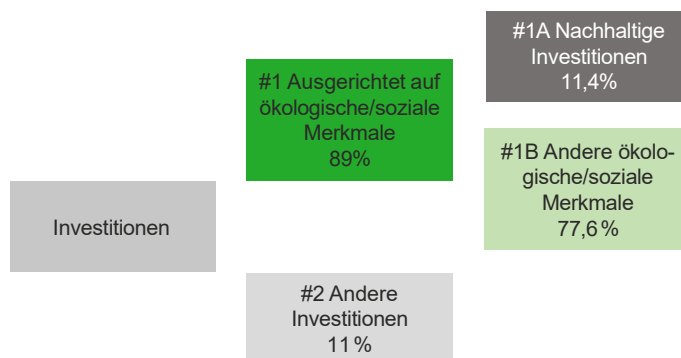 Investitionen
#1 Ausgerichtet auf
ökologische/soziale
Merkmale
89%
#2 Andere
Investitionen
11 %
#1A Nachhaltige
Investitionen
11,4%
#1B Andere ökolo-
gische/soziale
Merkmale
77,6 %